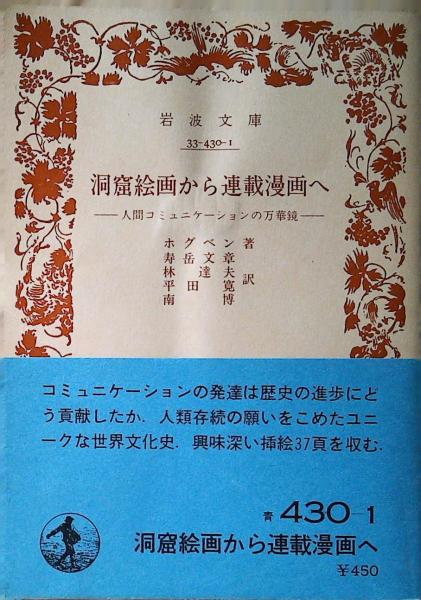 岩波文庫
33-430-1
洞窟絵画から連載漫画へ
——人間コミュニケーションの万華鏡——
ホグベン 著
寿岳文章
林達夫
平田寛 訳
南博
コミュニケーションの発達は歴史の進歩にど
う貢献したか．人類存続の願いをこめたユニ
ークな世界文化史．興味深い挿絵37頁を収む．
青 430-1
洞窟絵画から連載漫画へ
¥450